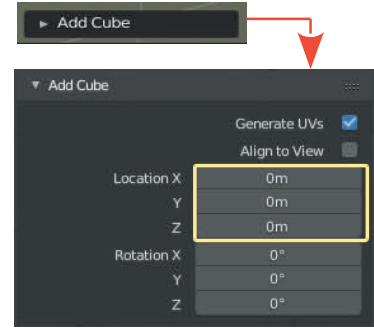 Add Cube
Add Cube
Generate UVs
Align to View
Location X 0m
Y 0m
Z 0m
Rotation X 0°
Y 0°
Z 0°